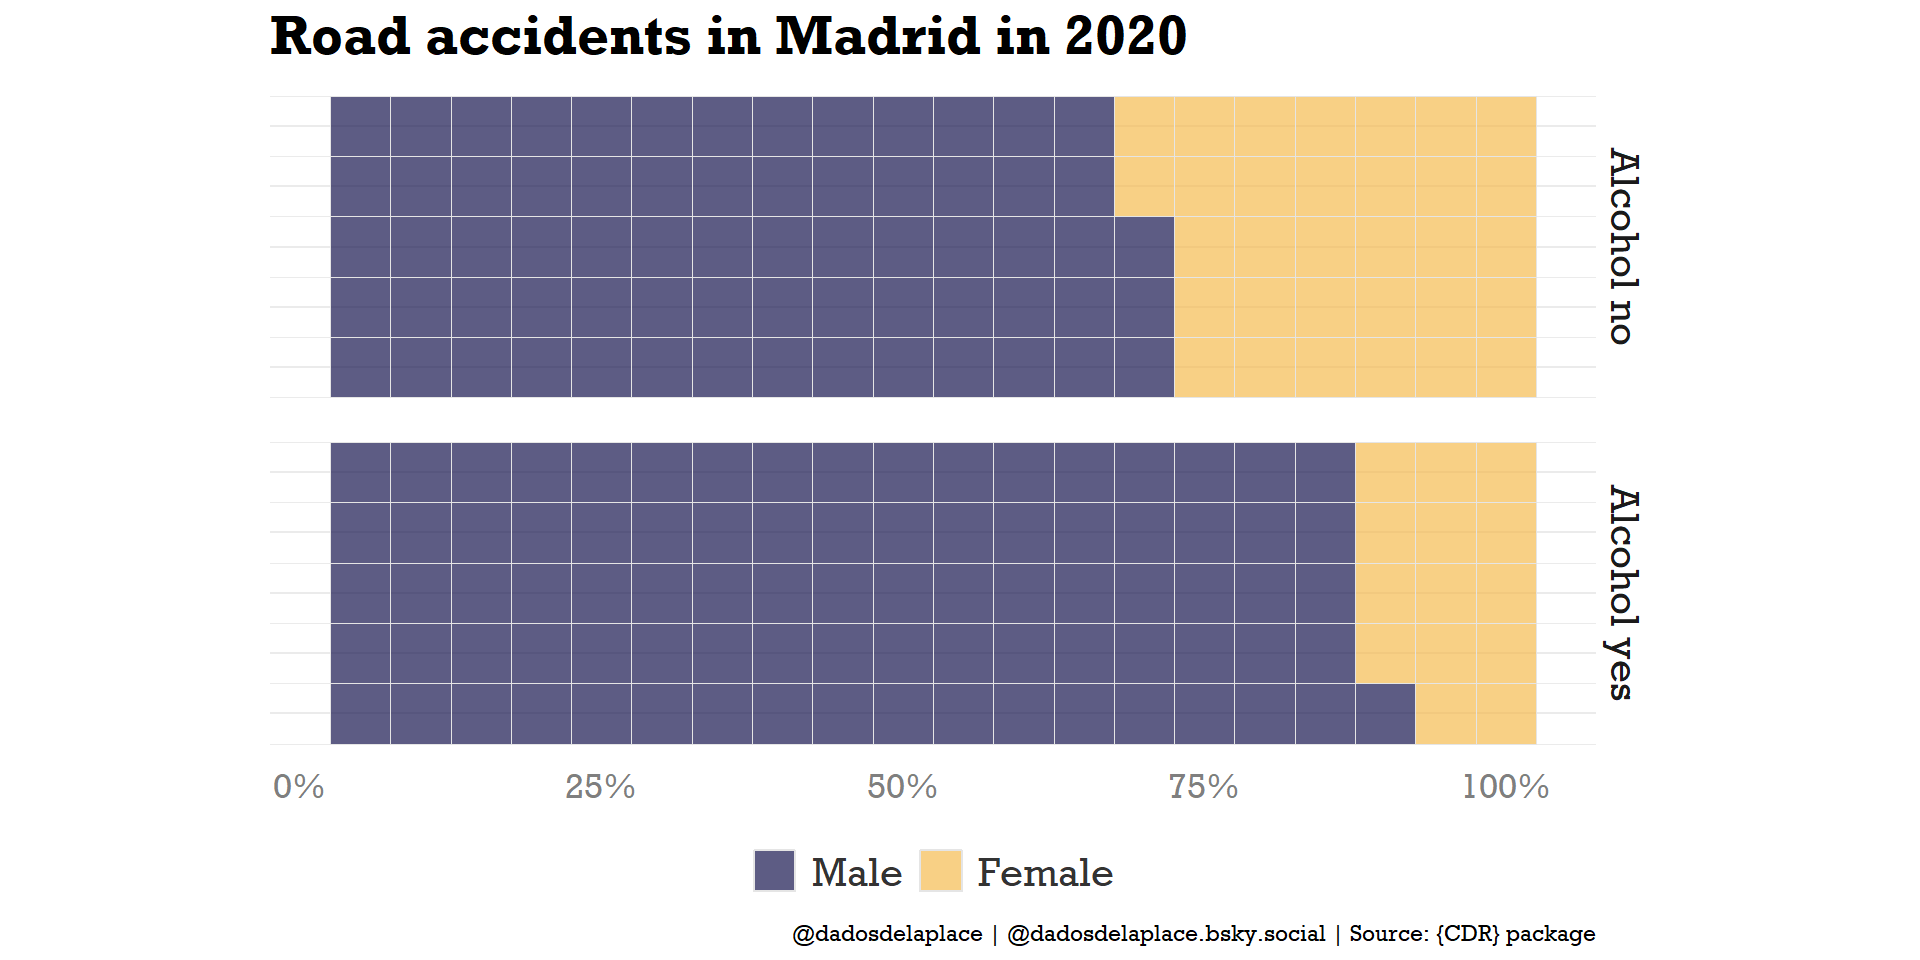 Road accidents in Madrid in 2020
Alcohol no
Alcohol yes
0% 25% 50% 75% 100%
Male Female
@dadosdelaplace | @dadosdelaplace.bsky.social | Source: {CDR} package